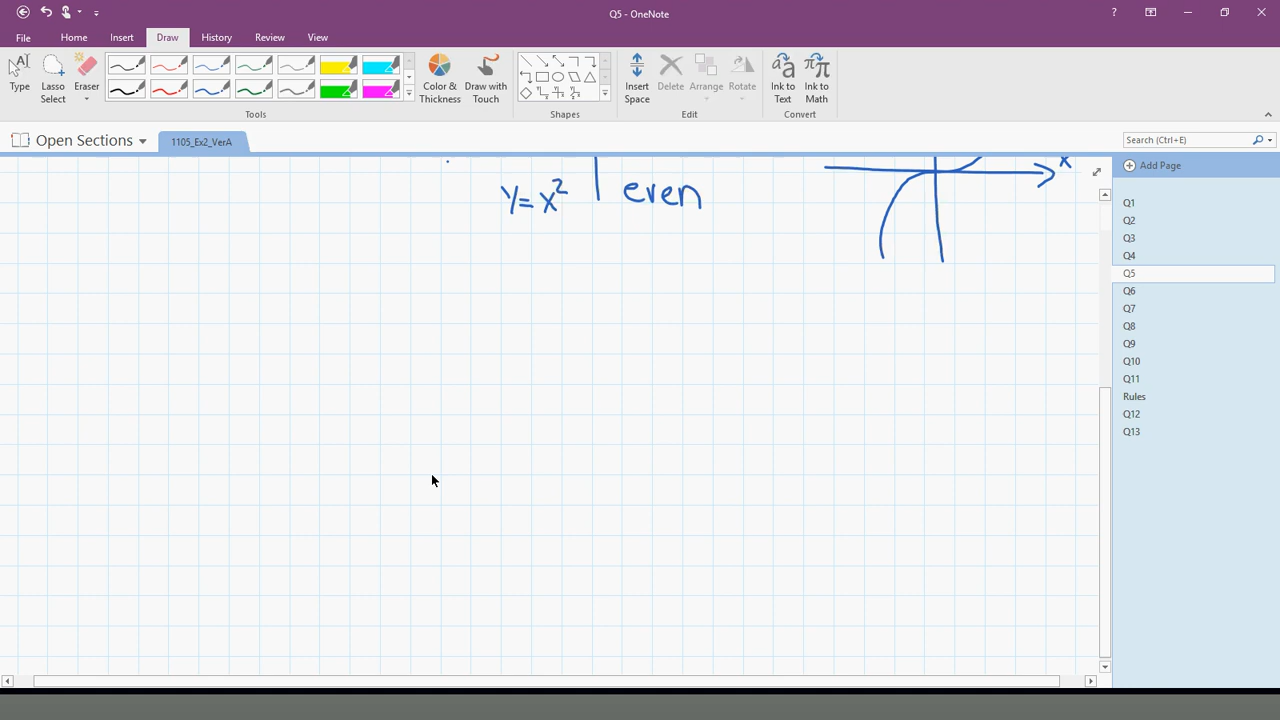 Q5 - OneNote
?
File Home Insert Draw History Review View
Type
Lasso Select
Eraser
Color & Thickness
Draw with Touch
Insert Space
Delete
Arrange
Rotate
Ink to Text
Ink to Math
Tools
Shapes
Edit
Convert
Open Sections
1105_Ex2_VerA
Search (Ctrl+E)
Add Page
x
y=x²
even
Q1
Q2
Q3
Q4
Q5
Q6
Q7
Q8
Q9
Q10
Q11
Rules
Q12
Q13